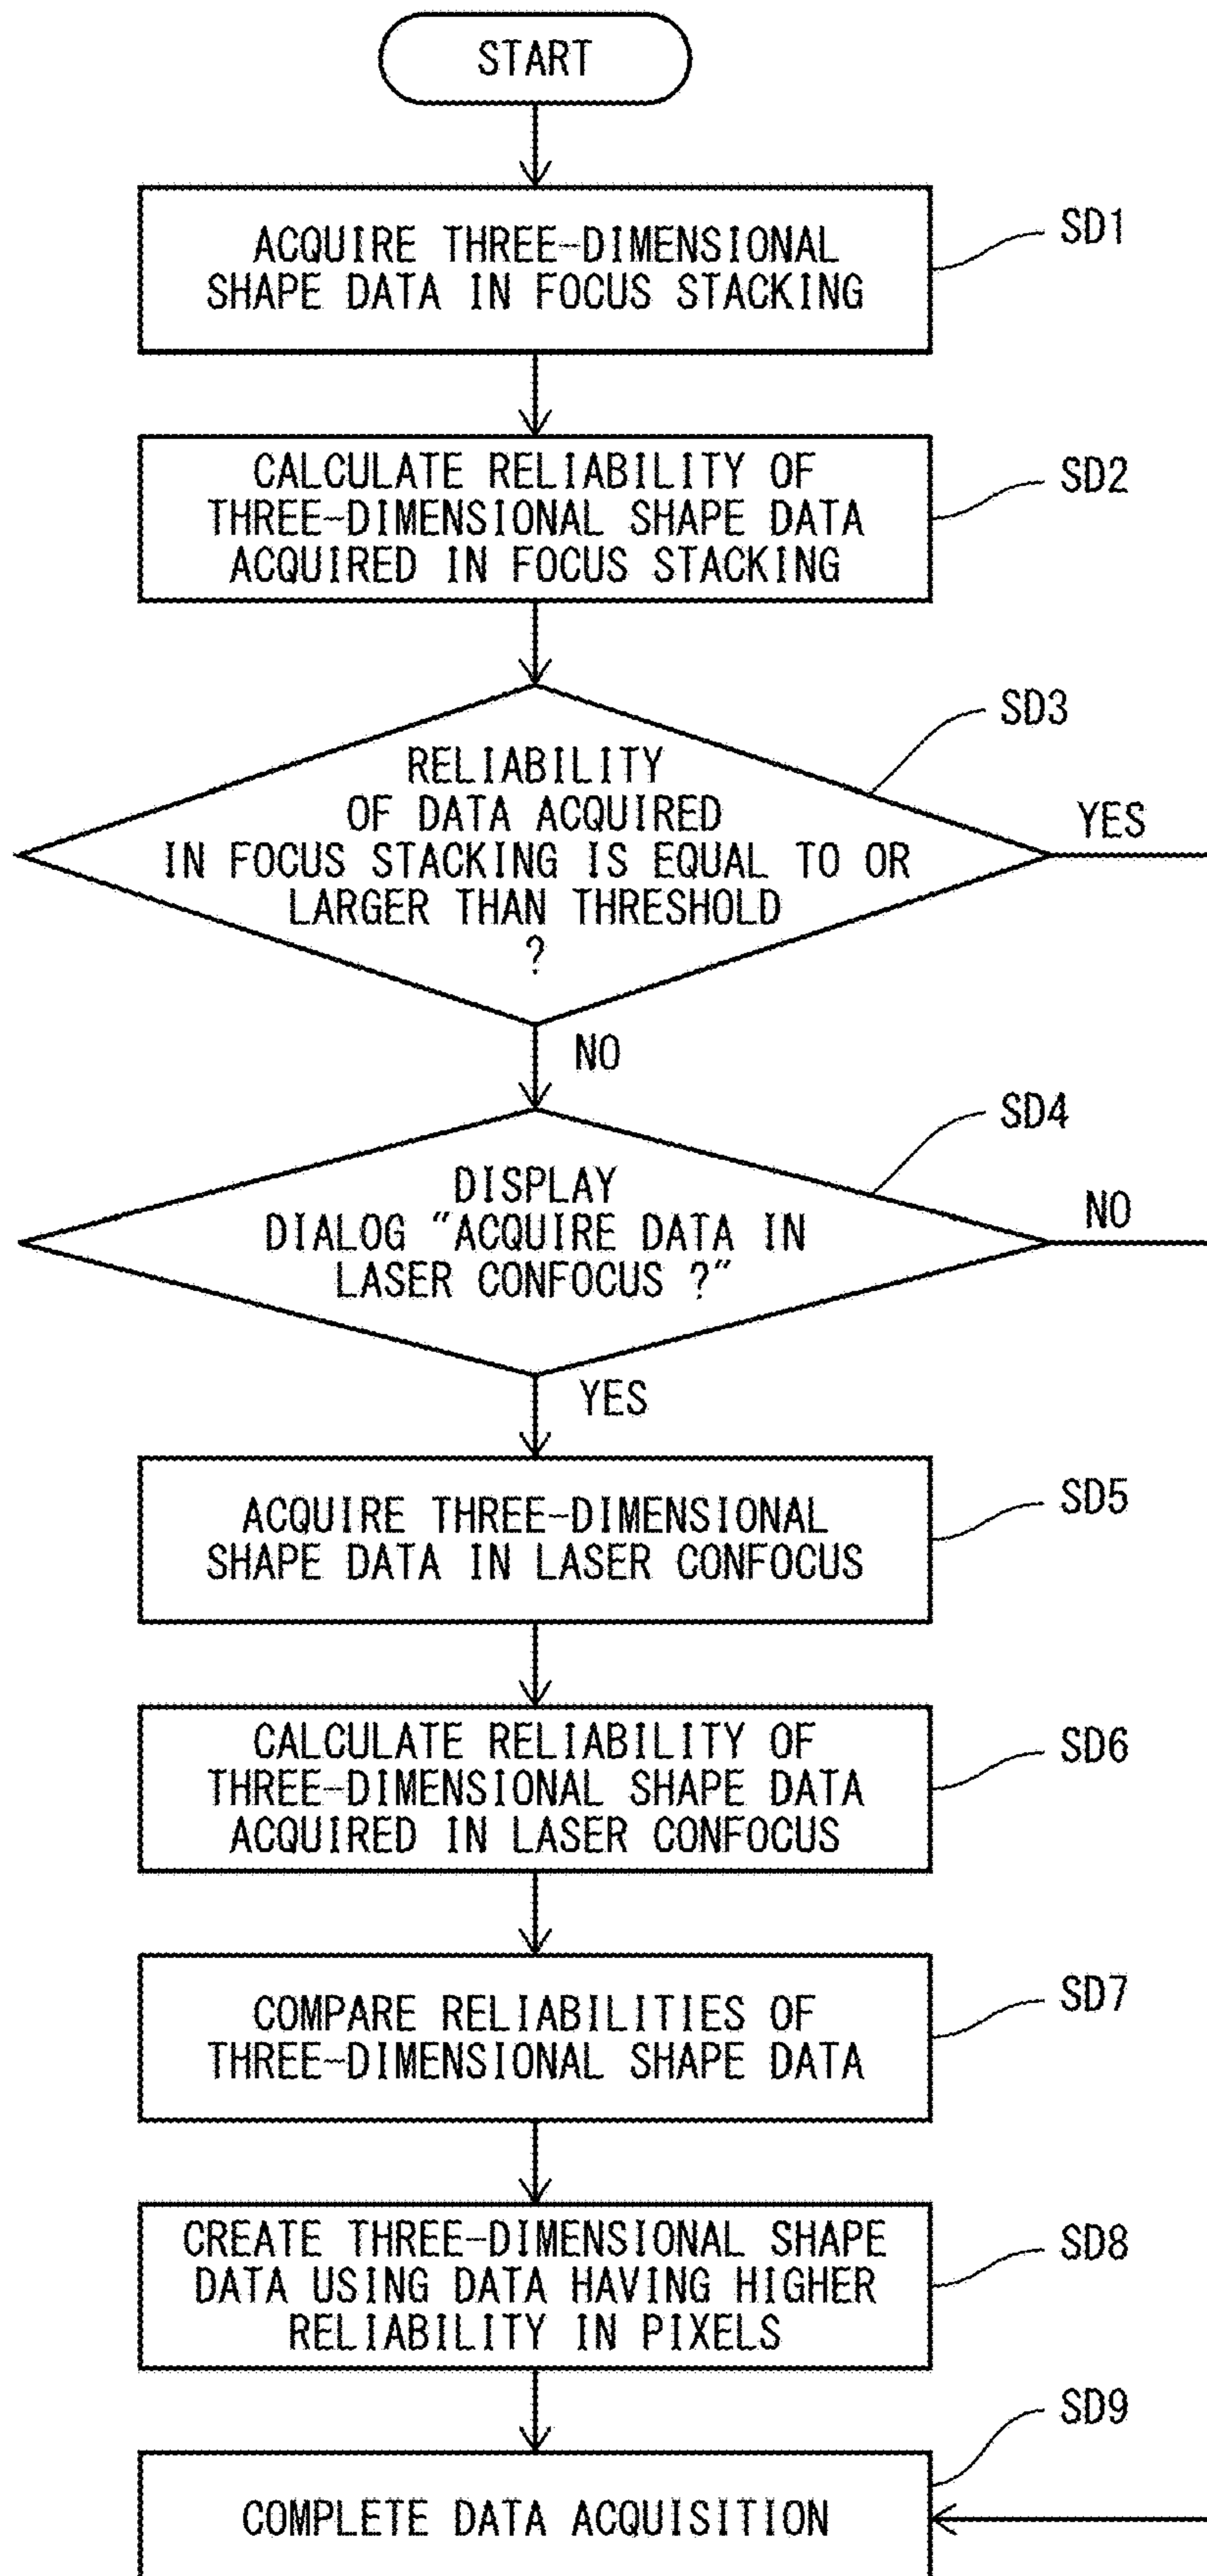 START
ACQUIRE THREE-DIMENSIONAL
SHAPE DATA IN FOCUS STACKING
SD1
CALCULATE RELIABILITY OF
THREE-DIMENSIONAL SHAPE DATA
ACQUIRED IN FOCUS STACKING
SD2
RELIABILITY
OF DATA ACQUIRED
IN FOCUS STACKING IS EQUAL TO OR
LARGER THAN THRESHOLD
?
SD3
YES
NO
DISPLAY
DIALOG "ACQUIRE DATA IN
LASER CONFOCUS ?"
SD4
NO
YES
ACQUIRE THREE-DIMENSIONAL
SHAPE DATA IN LASER CONFOCUS
SD5
CALCULATE RELIABILITY OF
THREE-DIMENSIONAL SHAPE DATA
ACQUIRED IN LASER CONFOCUS
SD6
COMPARE RELIABILITIES OF
THREE-DIMENSIONAL SHAPE DATA
SD7
CREATE THREE-DIMENSIONAL SHAPE
DATA USING DATA HAVING HIGHER
RELIABILITY IN PIXELS
SD8
COMPLETE DATA ACQUISITION
SD9